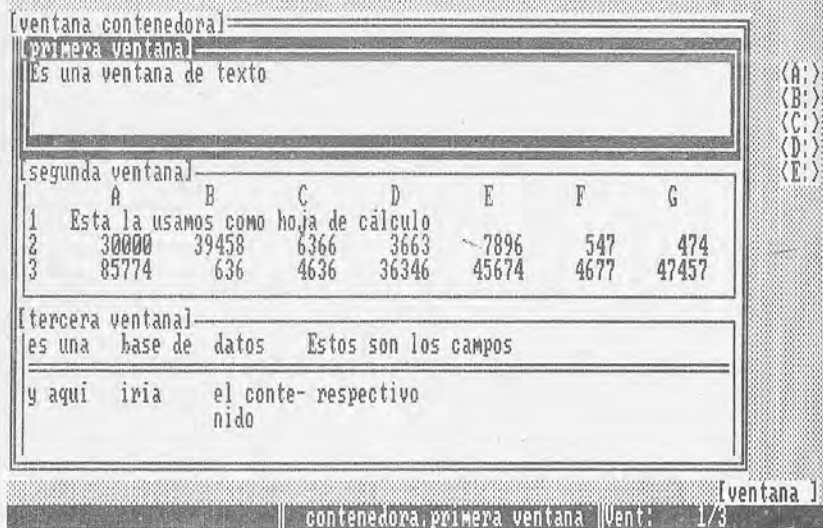 [ventana contenedora]
[primera ventana]
Es una ventana de texto
<A:>
<B:>
<C:>
<D:>
<E:>
[segunda ventana]
A B C D E F G
1 Esta la usamos como hoja de cálculo
2 30000 39458 6366 3663 7896 547 474
3 85774 636 4636 36346 45674 4677 47457
[tercera ventana]
es una base de datos Estos son los campos
y aqui iria el conte- respectivo
nido
[ventana ]
contenedora.primera ventana Vent: 1/3